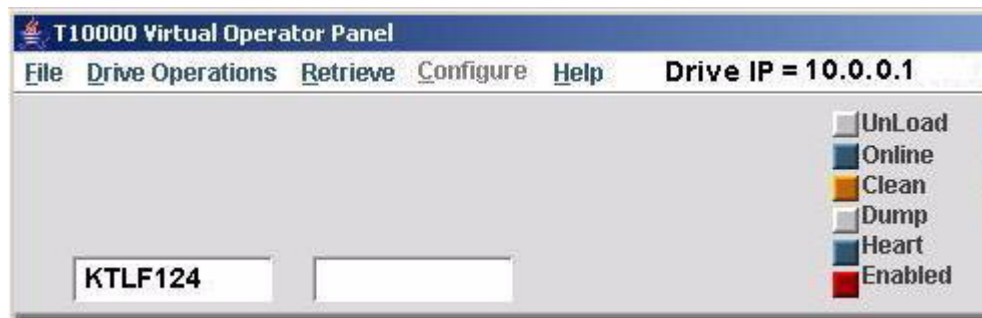 T10000 Virtual Operator Panel
File Drive Operations Retrieve Configure Help Drive IP = 10.0.0.1
UnLoad
Online
Clean
Dump
Heart
Enabled
KTLF124